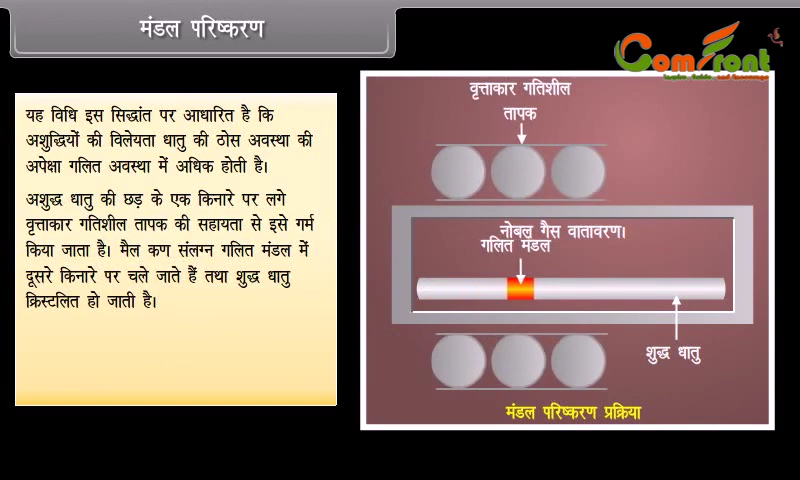 मंडल परिष्करण
ComFront
यह विधि इस सिद्धांत पर आधारित है कि
अशुद्धियों की विलेयता धातु की ठोस अवस्था की
अपेक्षा गलित अवस्था में अधिक होती है।
अशुद्ध धातु की छड़ के एक किनारे पर लगे
वृत्ताकार गतिशील तापक की सहायता से इसे गर्म
किया जाता है। मैल कण संलग्न गलित मंडल में
दूसरे किनारे पर चले जाते हैं तथा शुद्ध धातु
क्रिस्टलित हो जाती है।
वृत्ताकार गतिशील
तापक
नोबल गैस वातावरण।
गलित मंडल
शुद्ध धातु
मंडल परिष्करण प्रक्रिया